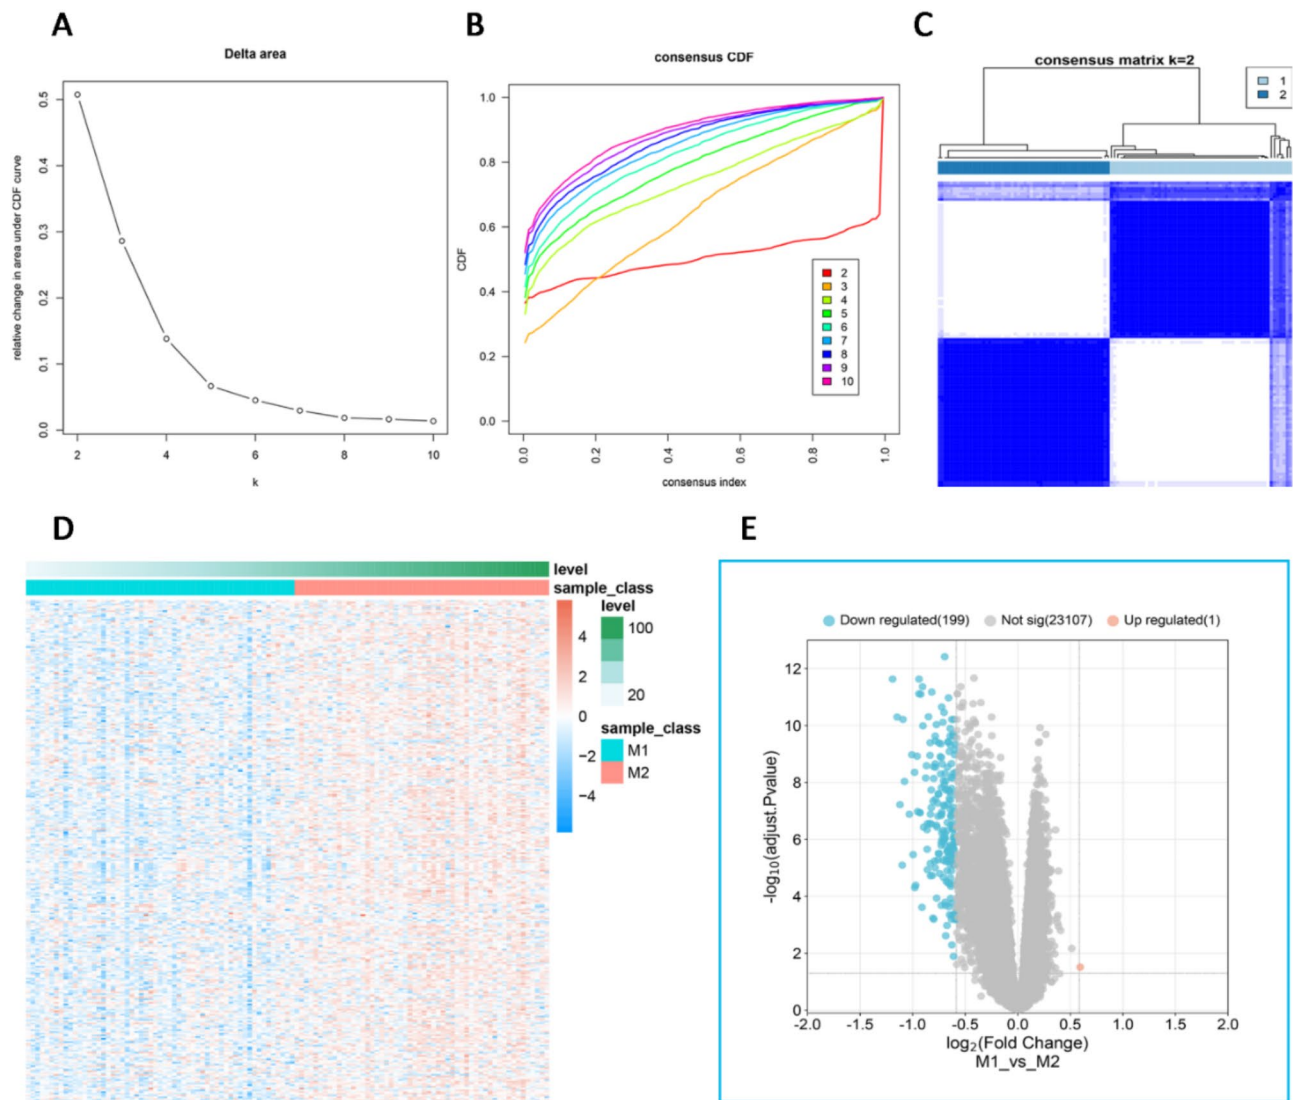 A
Delta area
relative change in area under CDF curve
0.5
0.4
0.3
0.2
0.1
0.0
2
4
6
8
10
k
B
consensus CDF
CDF
1.0
0.8
0.6
0.4
0.2
0.0
0.0
0.2
0.4
0.6
0.8
1.0
consensus index
2
3
4
5
6
7
8
9
10
C
consensus matrix k=2
1
2
D
level
sample_class
4
2
0
−2
−4
level
100
20
sample_class
M1
M2
E
Down regulated(199)
Not sig(23107)
Up regulated(1)
-log10(adjust.Pvalue)
12
10
8
6
4
2
0
-2.0
-1.5
-1.0
-0.5
0.0
0.5
1.0
1.5
2.0
log2(Fold Change)
M1_vs_M2